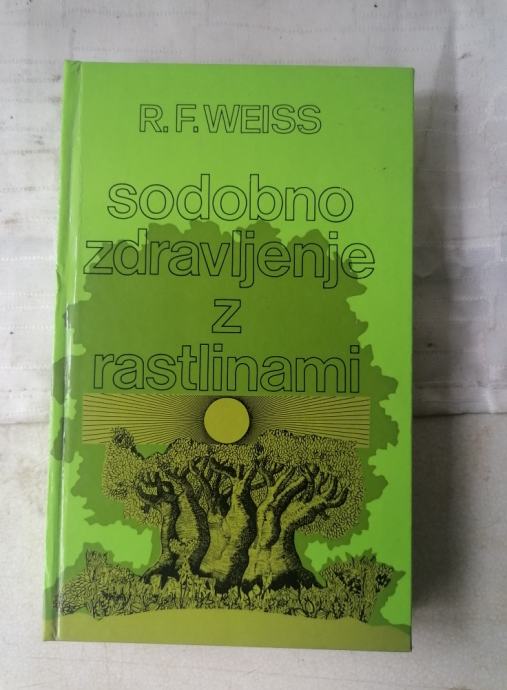 R. F. WEISS
sodobno
zdravljenje
z
rastlinami